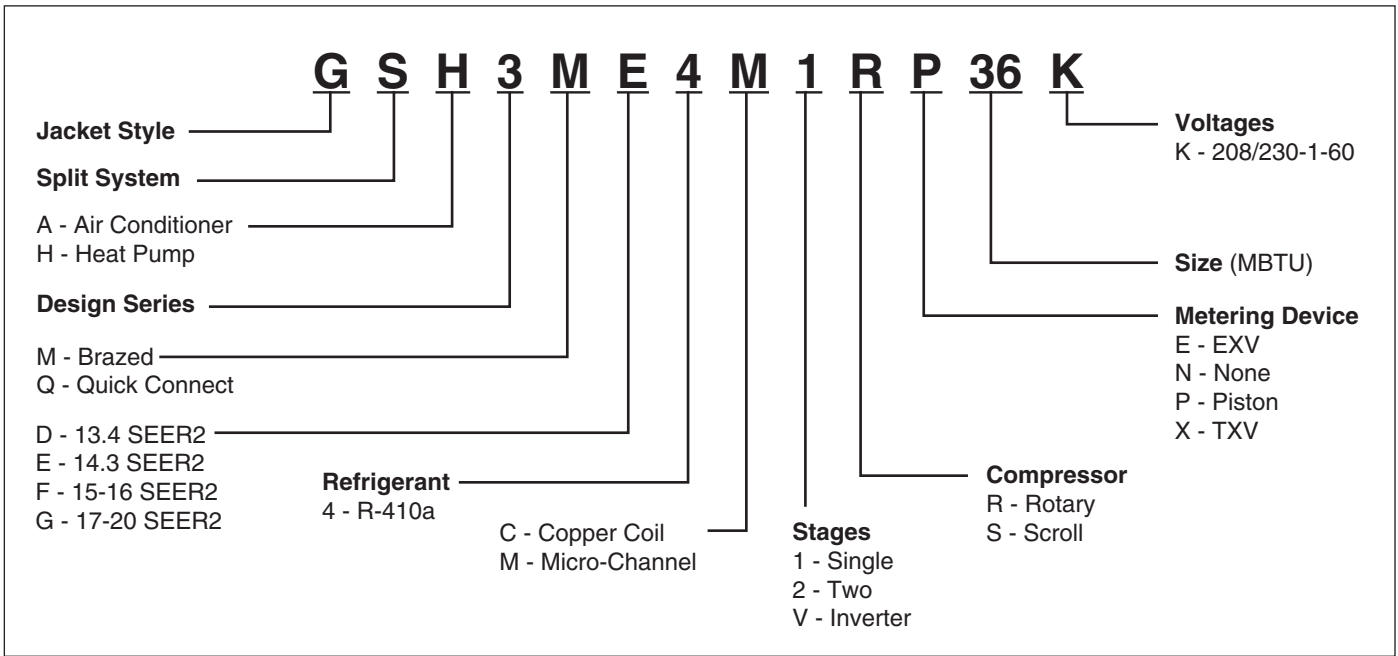 G S H 3 M E 4 M 1 R P 36 K
Jacket Style
Split System
A - Air Conditioner
H - Heat Pump
Design Series
M - Brazed
Q - Quick Connect
D - 13.4 SEER2
E - 14.3 SEER2
F - 15-16 SEER2
G - 17-20 SEER2
Refrigerant
4 - R-410a
C - Copper Coil
M - Micro-Channel
Stages
1 - Single
2 - Two
V - Inverter
Compressor
R - Rotary
S - Scroll
Metering Device
E - EXV
N - None
P - Piston
X - TXV
Size (MBTU)
Voltages
K - 208/230-1-60